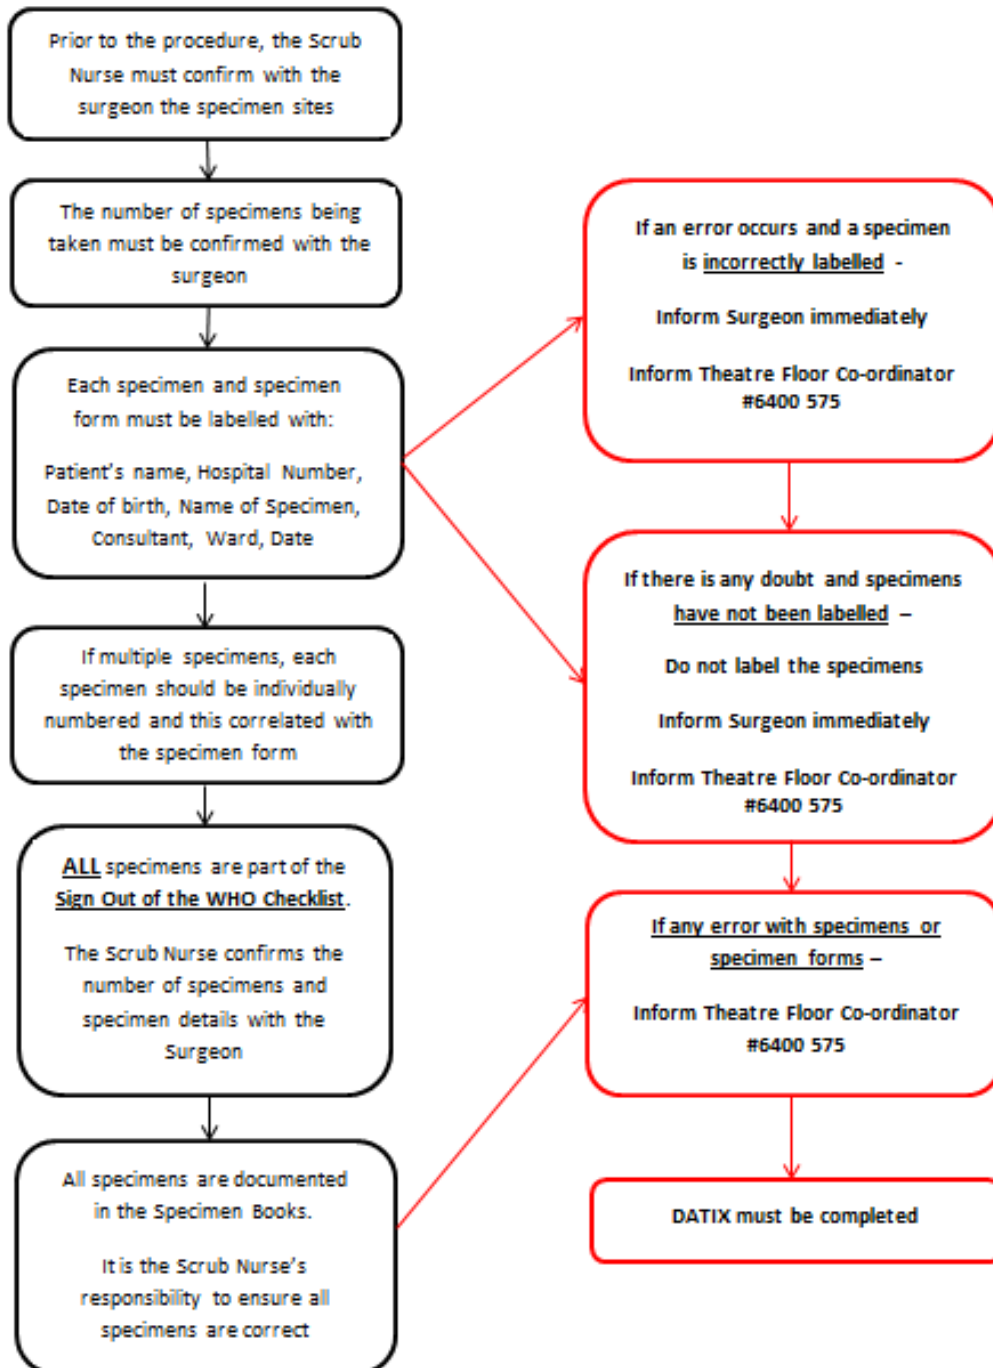 Prior to the procedure, the Scrub
Nurse must confirm with the
surgeon the specimen sites
The number of specimens being
taken must be confirmed with the
surgeon
Each specimen and specimen
form must be labelled with:
Patient's name, Hospital Number,
Date of birth, Name of Specimen,
Consultant, Ward, Date
If multiple specimens, each
specimen should be individually
numbered and this correlated with
the specimen form
ALL specimens are part of the
Sign Out of the WHO Checklist.
The Scrub Nurse confirms the
number of specimens and
specimen details with the
Surgeon
All specimens are documented
in the Specimen Books.
It is the Scrub Nurse's
responsibility to ensure all
specimens are correct
If an error occurs and a specimen
is incorrectly labelled -
Inform Surgeon immediately
Inform Theatre Floor Co-ordinator
#6400 575
If there is any doubt and specimens
have not been labelled –
Do not label the specimens
Inform Surgeon immediately
Inform Theatre Floor Co-ordinator
#6400 575
If any error with specimens or
specimen forms –
Inform Theatre Floor Co-ordinator
#6400 575
DATIX must be completed